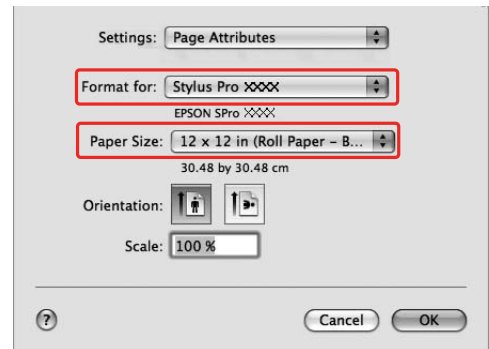 Settings: Page Attributes
Format for: Stylus Pro XXXX
EPSON SPro XXXX
Paper Size: 12 x 12 in (Roll Paper – B...
30.48 by 30.48 cm
Orientation:
Scale: 100 %
? Cancel OK